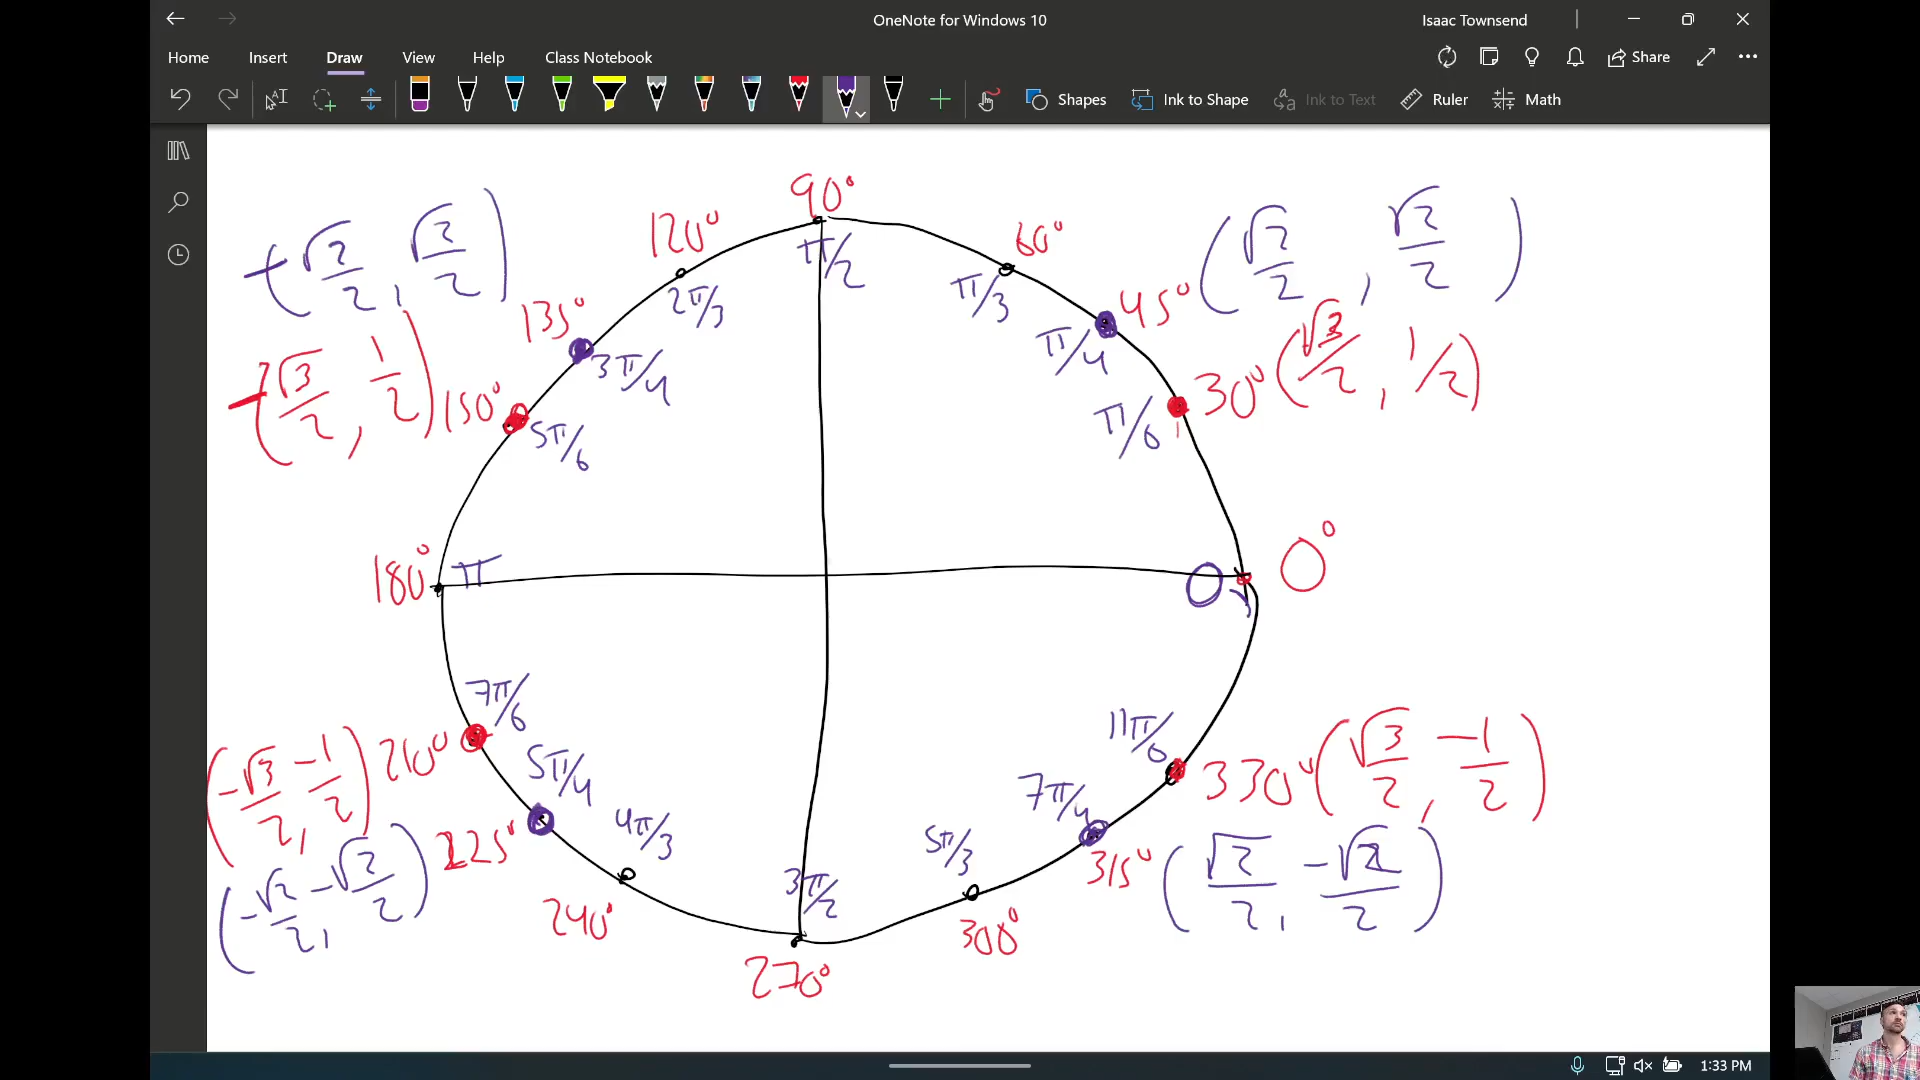 OneNote for Windows 10
Isaac Townsend
Home Insert Draw View Help Class Notebook
Share
Shapes Ink to Shape Ink to Text Ruler Math
90°
π/2
120°
2π/3
60°
π/3
(-√2/2, √2/2)
135°
3π/4
45° (√2/2, √2/2)
π/4
(-√3/2, 1/2) 150°
5π/6
30° (√3/2, 1/2)
π/6
180° π
0 0°
7π/6
(-√3/2, -1/2) 210°
11π/6
330° (√3/2, -1/2)
5π/4
(-√2/2, -√2/2) 225°
7π/4
315° (√2/2, -√2/2)
4π/3
240°
5π/3
300°
3π/2
270°
1:33 PM